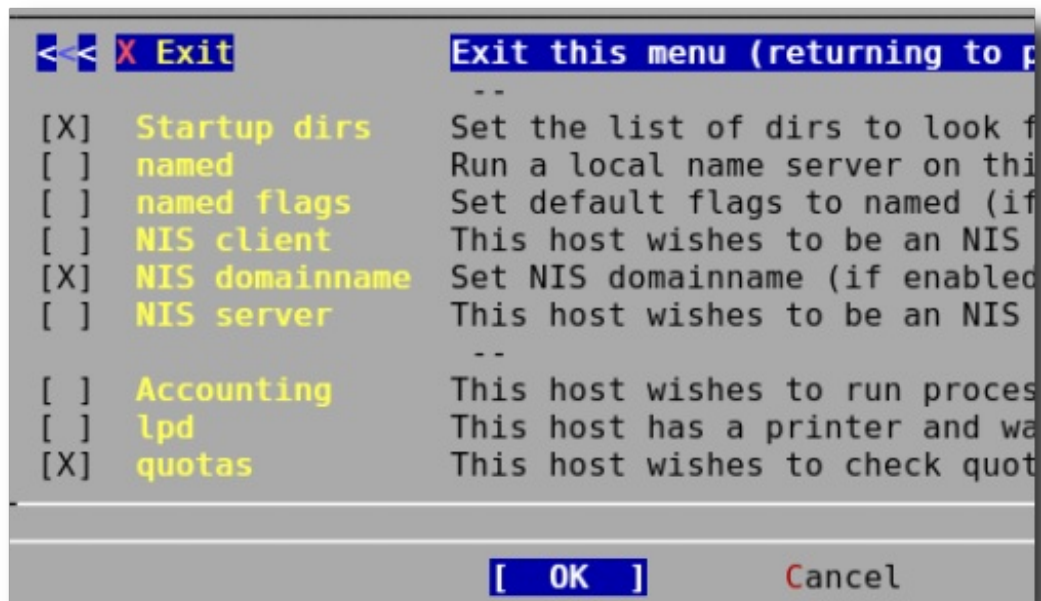 <<< X Exit Exit this menu (returning to p
--
[X] Startup dirs Set the list of dirs to look f
[ ] named Run a local name server on thi
[ ] named flags Set default flags to named (if
[ ] NIS client This host wishes to be an NIS
[X] NIS domainname Set NIS domainname (if enabled
[ ] NIS server This host wishes to be an NIS
--
[ ] Accounting This host wishes to run proces
[ ] lpd This host has a printer and wa
[X] quotas This host wishes to check quot
[ OK ] Cancel